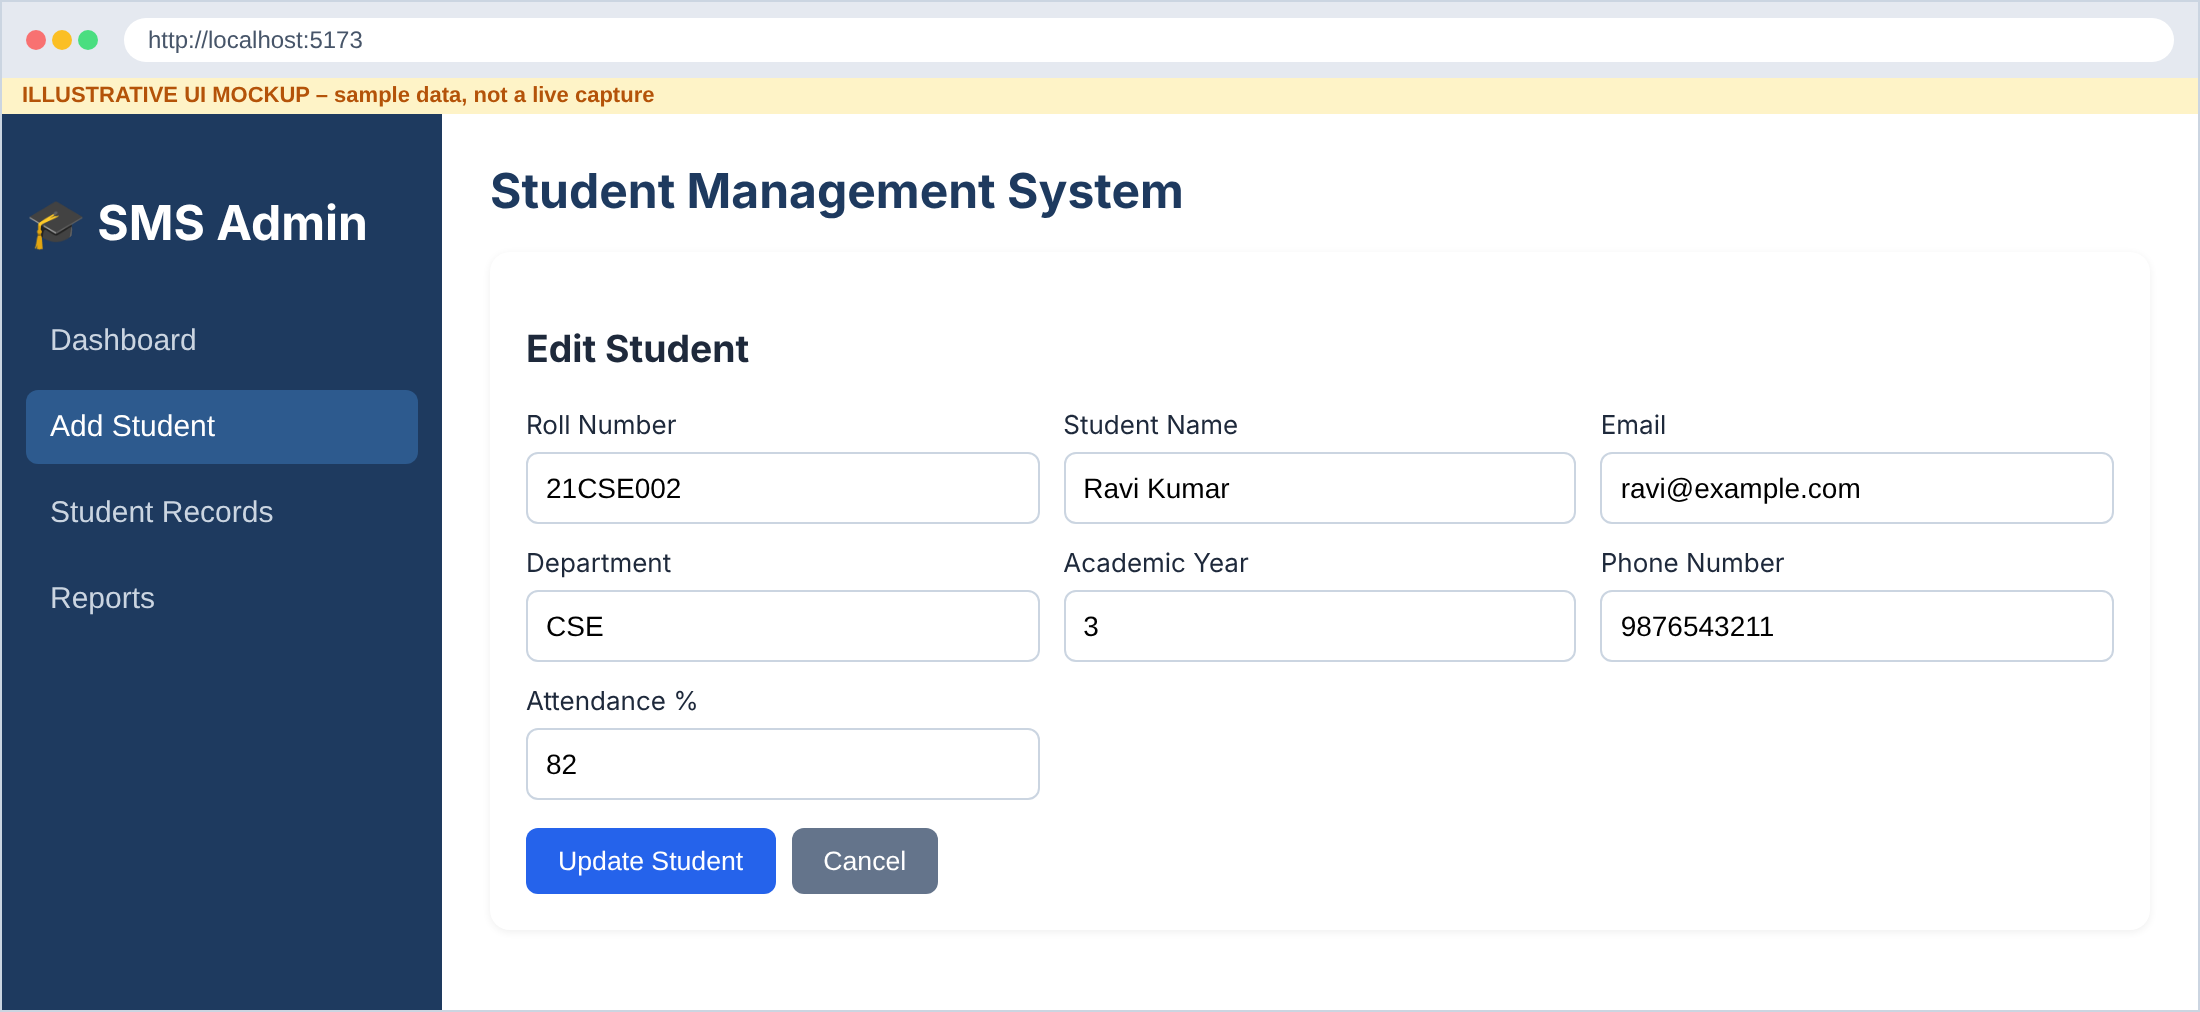 http://localhost:5173
ILLUSTRATIVE UI MOCKUP – sample data, not a live capture
🎓 SMS Admin
Dashboard
Add Student
Student Records
Reports
Student Management System
Edit Student
Roll Number Student Name Email
21CSE002 Ravi Kumar ravi@example.com
Department Academic Year Phone Number
CSE 3 9876543211
Attendance %
82
Update Student Cancel